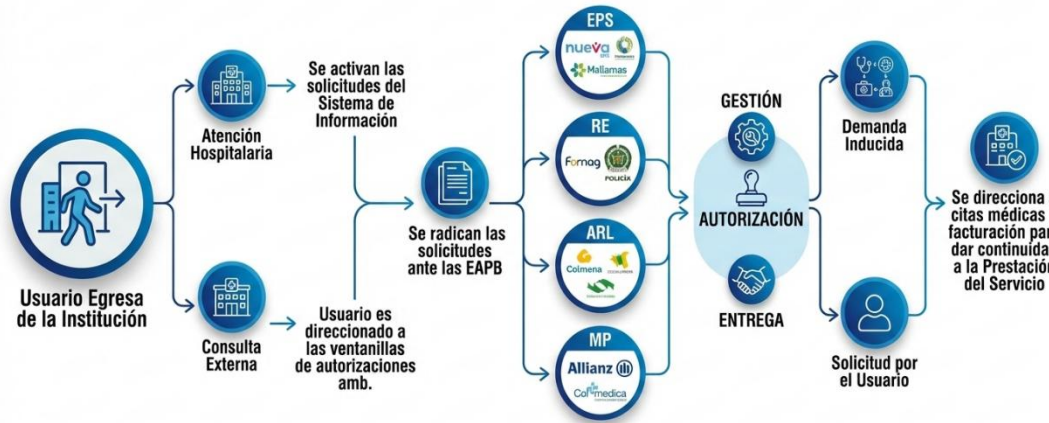 Usuario Egresa
de la Institución
Atención
Hospitalaria
Consulta
Externa
Se activan las
solicitudes del
Sistema de
Información
Usuario es
direccionado a
las ventanillas
de autorizaciones
amb.
Se radican las
solicitudes
ante las EAPB
EPS
nueva
eps
Mallamas
RE
Fomag
POLICÍA
ARL
Colmena
MP
Allianz
Colmedica
GESTIÓN
AUTORIZACIÓN
ENTREGA
Demanda
Inducida
Solicitud por
el Usuario
Se direcciona
citas médicas
facturación par
dar continuida
a la Prestación
del Servicio